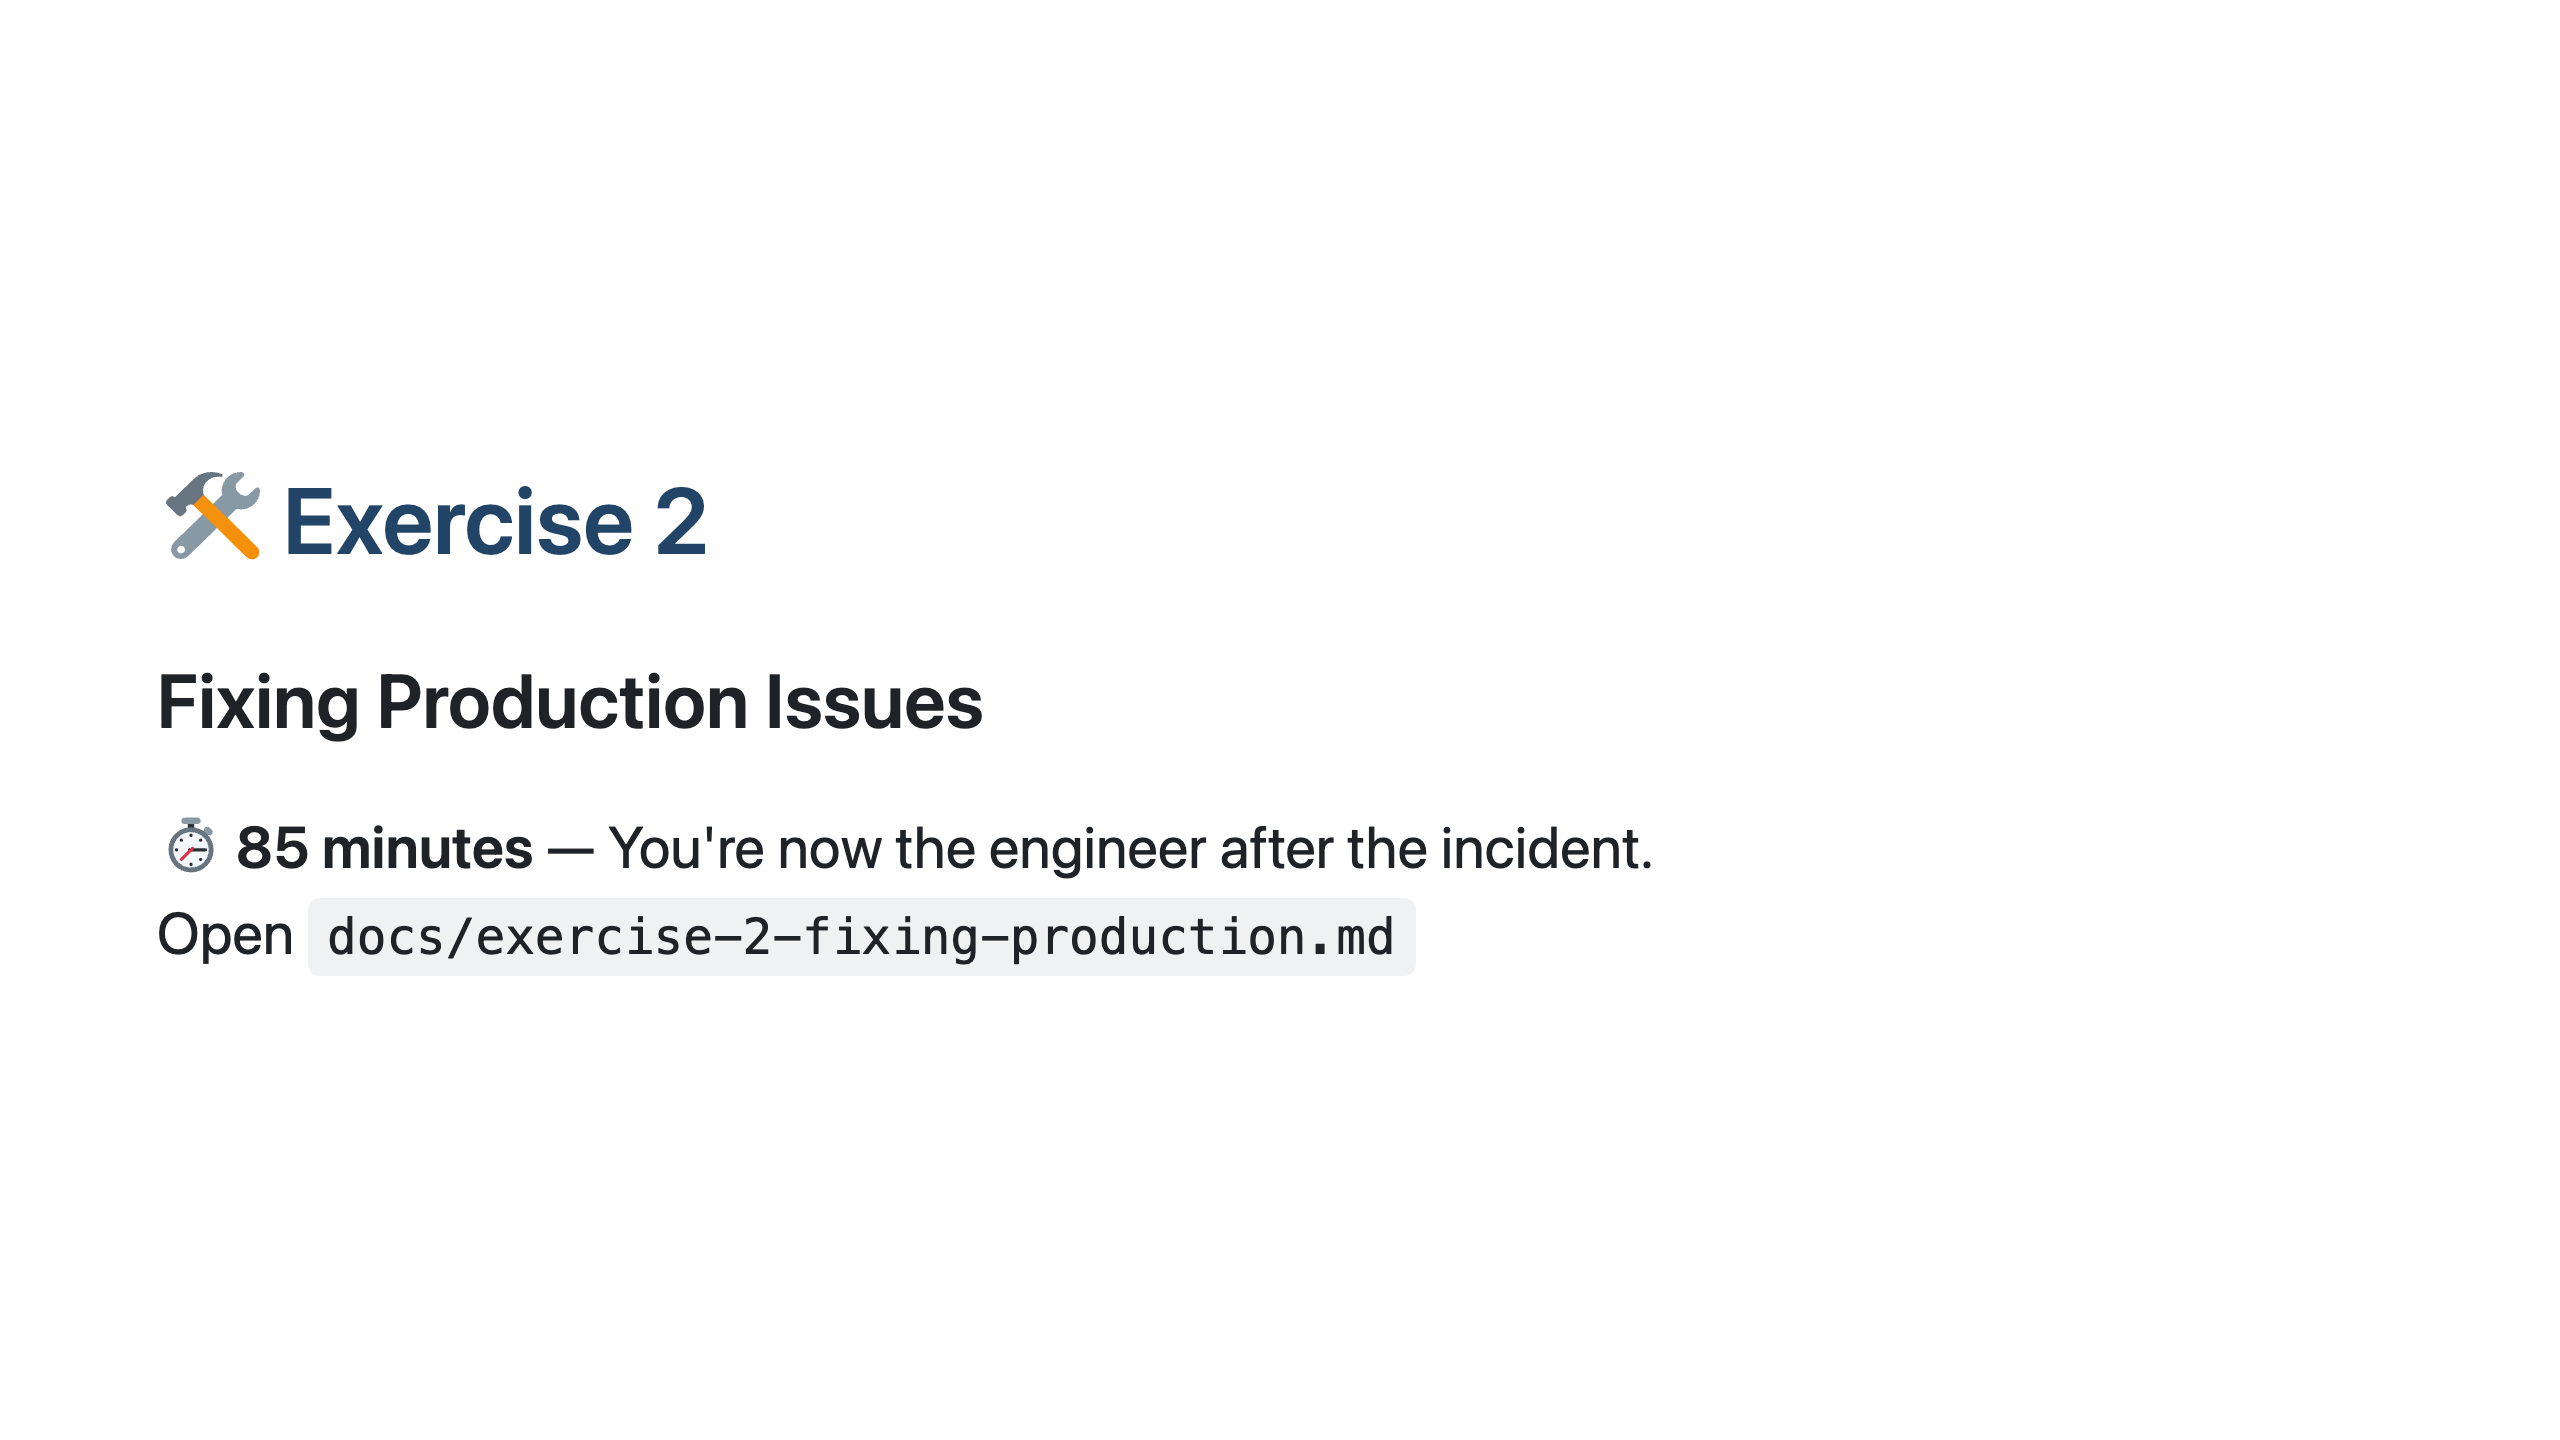 🛠️ Exercise 2
Fixing Production Issues
⏱️ 85 minutes — You're now the engineer after the incident.
Open docs/exercise-2-fixing-production.md